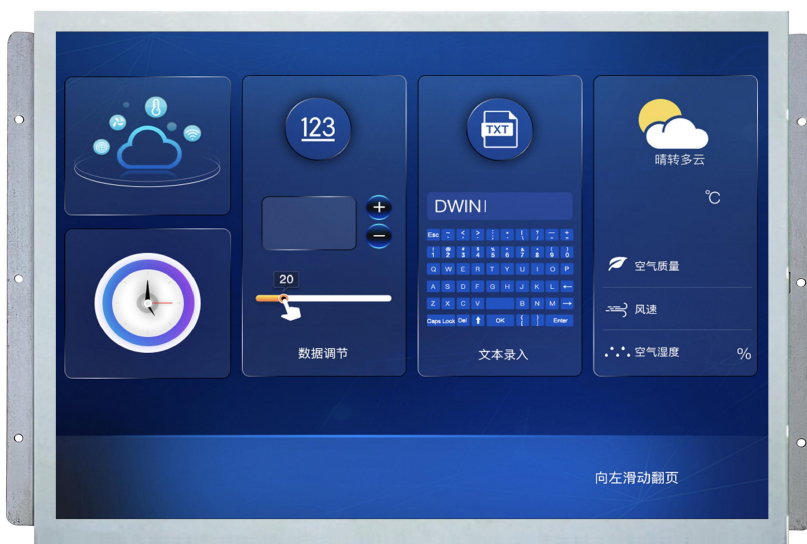 123
20
数据调节
TXT
DWIN
Esc
Q W E R T Y U I O P
A S D F G H J K L ←
Z X C V B N M →
Caps Lock Del ↑ OK { } Enter
文本录入
晴转多云
℃
空气质量
风速
空气湿度 %
向左滑动翻页